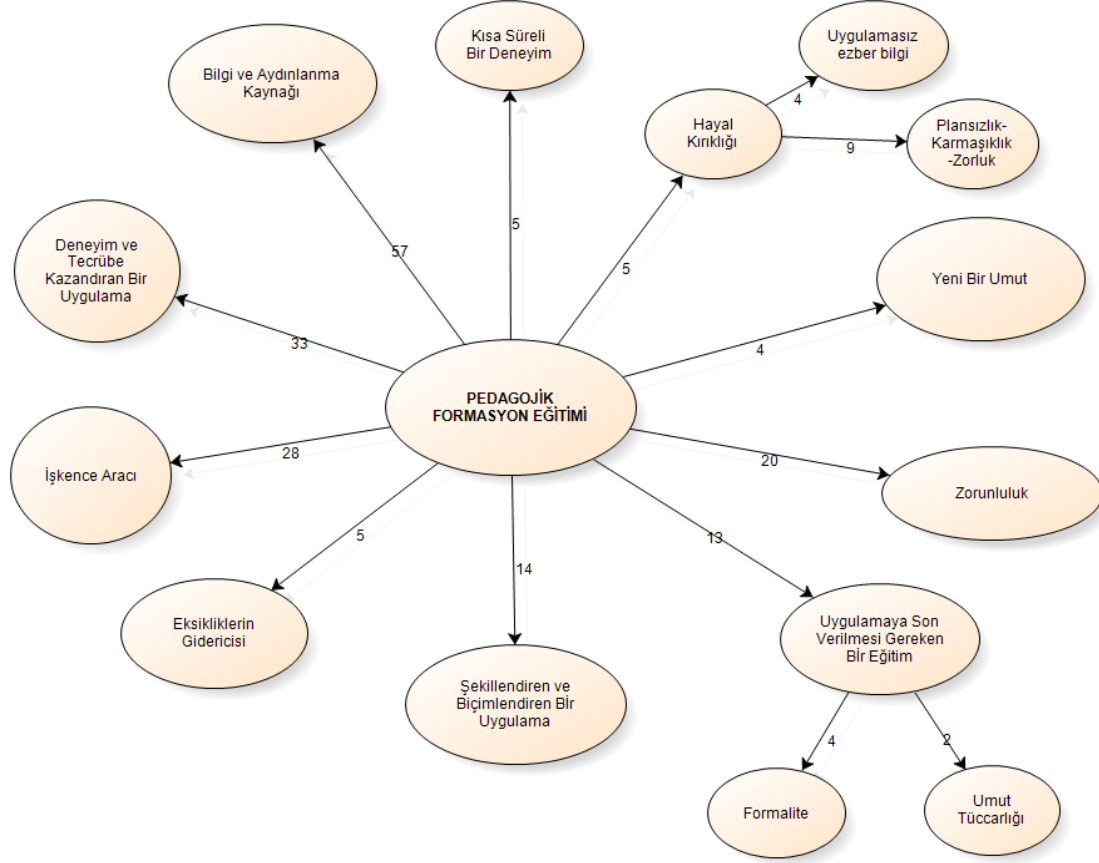 Kısa Süreli
Bir Deneyim
Uygulamasız
ezber bilgi
Bilgi ve Aydınlanma
Kaynağı
4
Hayal
Kırıklığı
9
Plansızlık-
Karmaşıklık
-Zorluk
5
57
5
Deneyim ve
Tecrübe
Kazandıran Bir
Uygulama
Yeni Bir Umut
33
4
PEDAGOJİK
FORMASYON EĞİTİMİ
İşkence Aracı
28
20
Zorunluluk
5
14
13
Eksikliklerin
Gidericisi
Uygulamaya Son
Verilmesi Gereken
Bİr Eğitim
Şekillendiren ve
Biçimlendiren Bİr
Uygulama
4
2
Formalite
Umut
Tüccarlığı